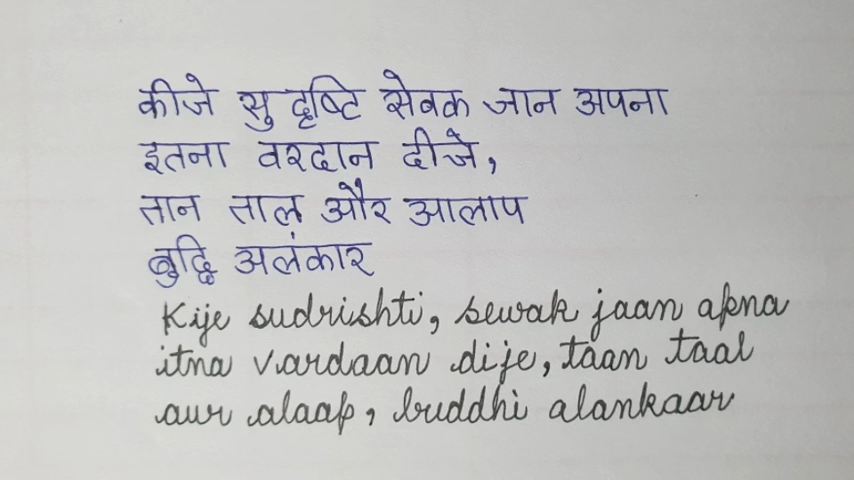 कीजे सु दृष्टि सेवक जान अपना
इतना वरदान दीजे,
तान ताल और आलाप
बुद्धि अलंकार
Kije sudrishti, sewak jaan apna
itna vardaan dije, taan taal
aur alaap, buddhi alankaar